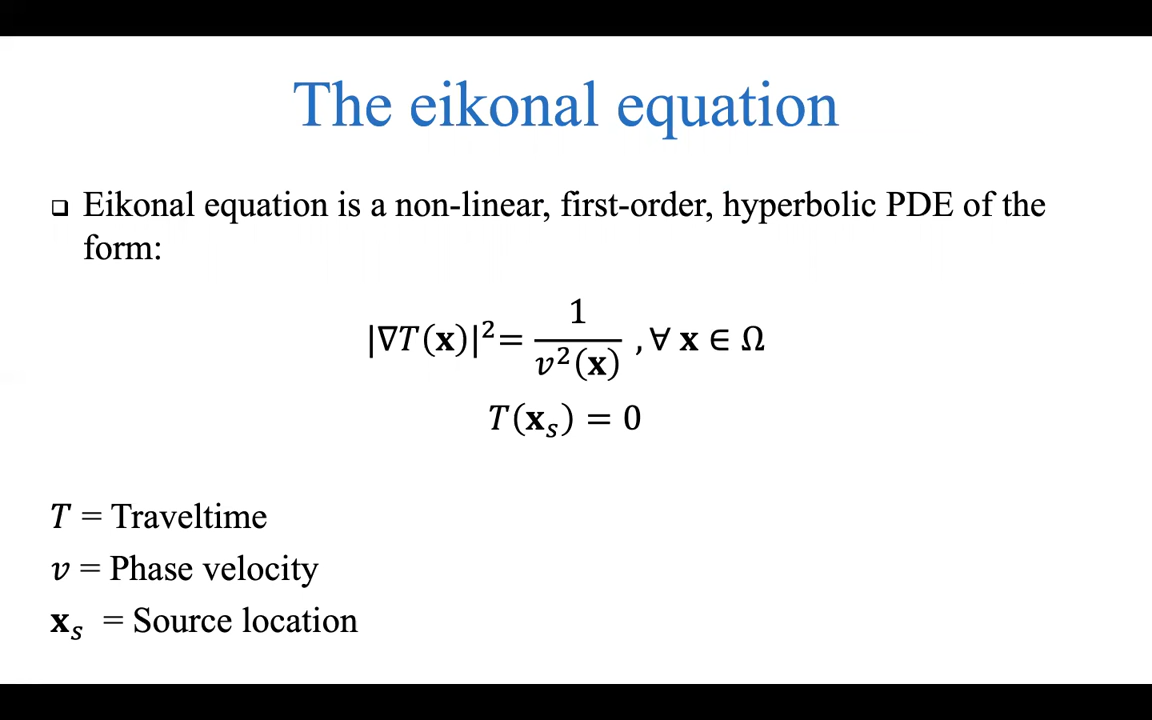 The eikonal equation
❑ Eikonal equation is a non-linear, first-order, hyperbolic PDE of the
form:
|∇T(𝐱)|² = 1/v²(𝐱) , ∀ 𝐱 ∈ Ω
T(𝐱ₛ) = 0
T = Traveltime
v = Phase velocity
𝐱ₛ = Source location